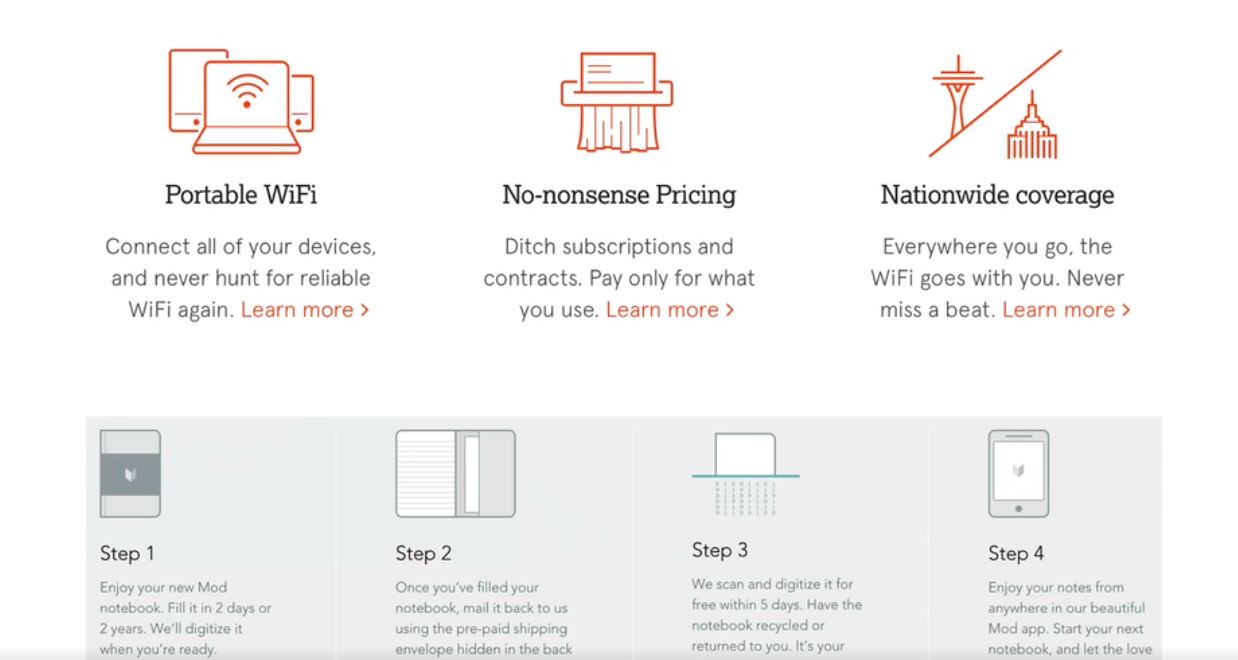 Portable WiFi
Connect all of your devices,
and never hunt for reliable
WiFi again. Learn more >
No-nonsense Pricing
Ditch subscriptions and
contracts. Pay only for what
you use. Learn more >
Nationwide coverage
Everywhere you go, the
WiFi goes with you. Never
miss a beat. Learn more >
Step 1
Enjoy your new Mod
notebook. Fill it in 2 days or
2 years. We’ll digitize it
when you’re ready.
Step 2
Once you’ve filled your
notebook, mail it back to us
using the pre-paid shipping
envelope hidden in the back
Step 3
We scan and digitize it for
free within 5 days. Have the
notebook recycled or
returned to you. It’s your
Step 4
Enjoy your notes from
anywhere in our beautiful
Mod app. Start your next
notebook, and let the love